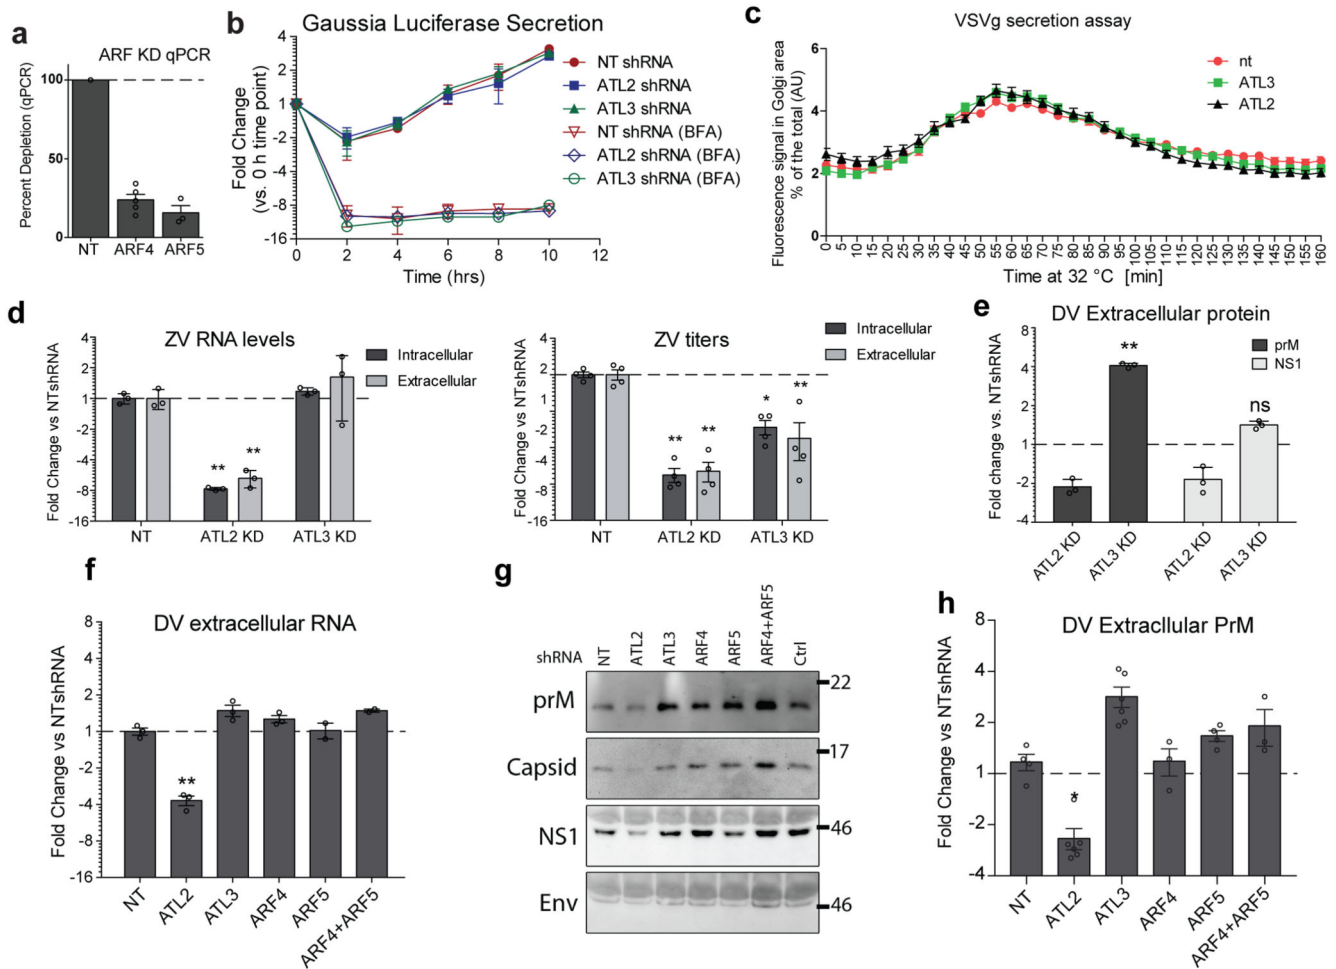 a
ARF KD qPCR
Percent Depletion (qPCR)
100
50
0
NT
ARF4
ARF5
b
Gaussia Luciferase Secretion
Fold Change
(vs. 0 h time point)
4
2
1
-2
-4
-8
-16
0
2
4
6
8
10
12
Time (hrs)
NT shRNA
ATL2 shRNA
ATL3 shRNA
NT shRNA (BFA)
ATL2 shRNA (BFA)
ATL3 shRNA (BFA)
c
VSVg secretion assay
Fluorescence signal in Golgi area
% of the total (AU)
6
4
2
0
0
5
10
15
20
25
30
35
40
45
50
55
60
65
70
75
80
85
90
95
100
105
110
115
120
125
130
135
140
145
150
155
160
Time at 32 °C [min]
nt
ATL3
ATL2
d
ZV RNA levels
Fold Change vs NTshRNA
4
2
1
-2
-4
-8
-16
** **
NT
ATL2 KD
ATL3 KD
Intracellular
Extracellular
ZV titers
Fold Change vs NTshRNA
4
2
1
-2
-4
-8
-16
** **
* **
NT
ATL2 KD
ATL3 KD
Intracellular
Extracellular
e
DV Extracellular protein
Fold change vs. NTshRNA
8
4
2
1
-2
-4
**
ns
prM
NS1
ATL2 KD
ATL3 KD
ATL2 KD
ATL3 KD
f
DV extracellular RNA
Fold Change vs NTshRNA
8
4
2
1
-2
-4
-8
-16
**
NT
ATL2
ATL3
ARF4
ARF5
ARF4+ARF5
g
shRNA
NT
ATL2
ATL3
ARF4
ARF5
ARF4+ARF5
Ctrl
prM
22
Capsid
17
NS1
46
Env
46
h
DV Extracllular PrM
Fold Change vs NTshRNA
8
4
2
1
-2
-4
*
NT
ATL2
ATL3
ARF4
ARF5
ARF4+ARF5